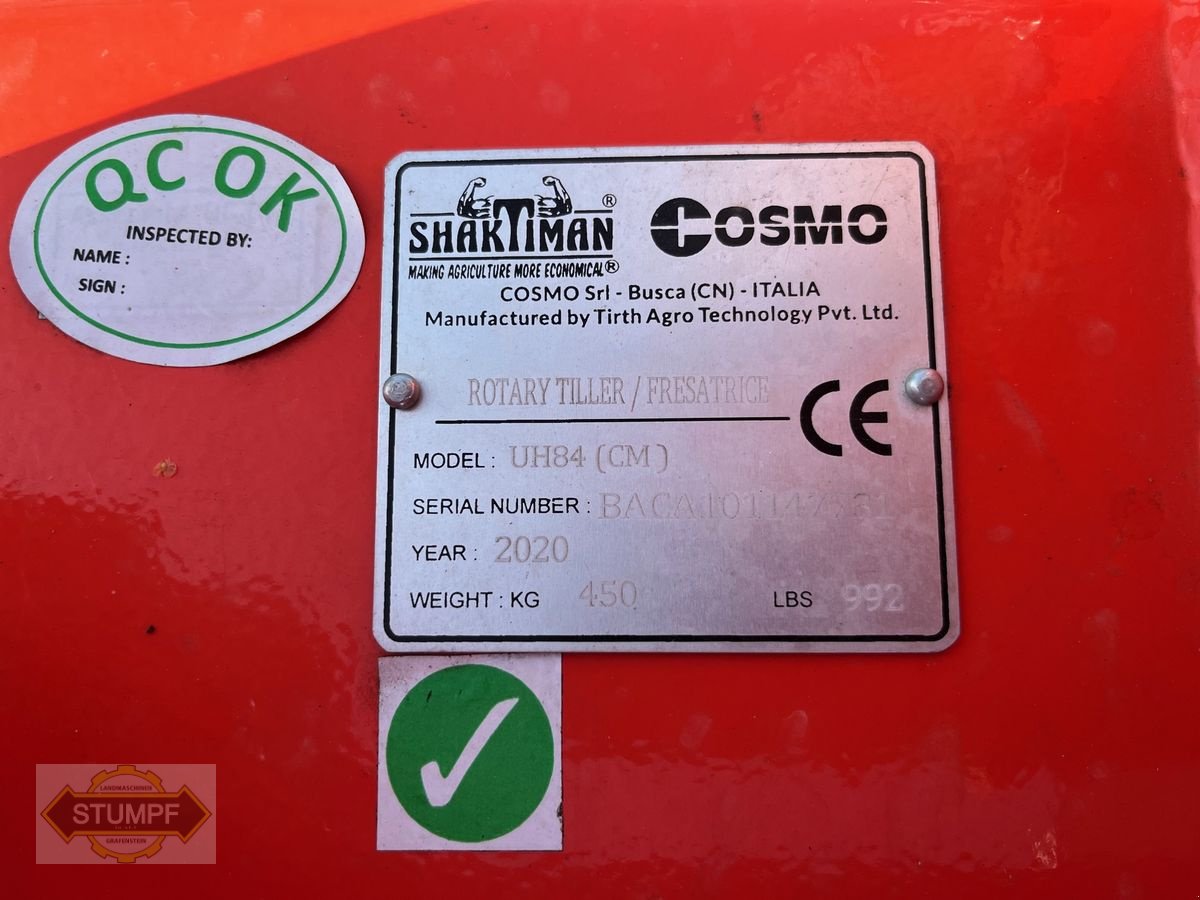 QC OK
INSPECTED BY:
NAME :
SIGN :
SHAKTIMAN ®
MAKING AGRICULTURE MORE ECONOMICAL®
COSMO
COSMO Srl - Busca (CN) - ITALIA
Manufactured by Tirth Agro Technology Pvt. Ltd.
ROTARY TILLER / FRESATRICE
CE
MODEL : UH84 (CM)
SERIAL NUMBER :
YEAR : 2020
WEIGHT : KG 450 LBS 992
LANDMASCHINEN
STUMPF
GRAFENSTEIN